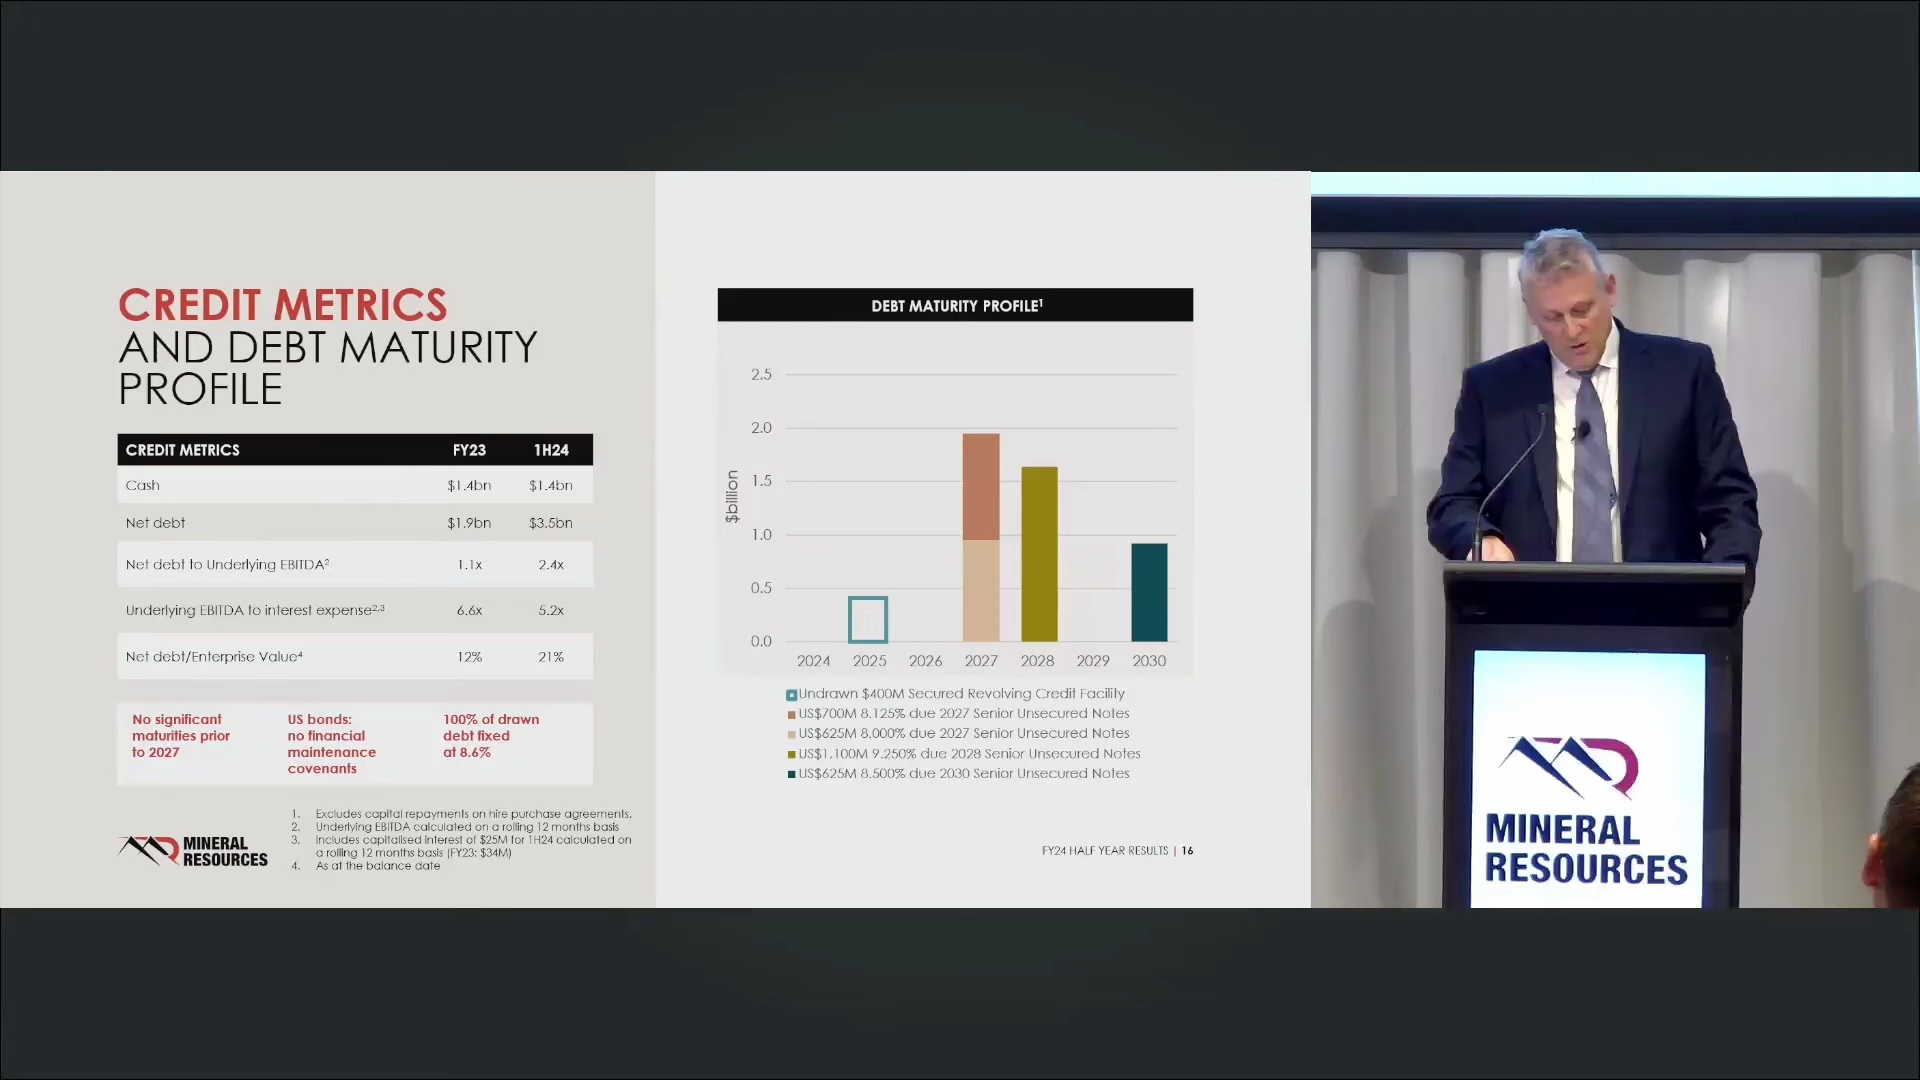 CREDIT METRICS
AND DEBT MATURITY
PROFILE
CREDIT METRICS FY23 1H24
Cash $1.4bn $1.4bn
Net debt $1.9bn $3.5bn
Net debt to Underlying EBITDA² 1.1x 2.4x
Underlying EBITDA to interest expense²,³ 6.6x 5.2x
Net debt/Enterprise Value⁴ 12% 21%
No significant
maturities prior
to 2027
US bonds:
no financial
maintenance
covenants
100% of drawn
debt fixed
at 8.6%
1. Excludes capital repayments on hire purchase agreements.
2. Underlying EBITDA calculated on a rolling 12 months basis
3. Includes capitalised interest of $25M for 1H24 calculated on
a rolling 12 months basis (FY23: $34M)
4. As at the balance date
MINERAL
RESOURCES
DEBT MATURITY PROFILE¹
$billion
2.5
2.0
1.5
1.0
0.5
0.0
2024 2025 2026 2027 2028 2029 2030
Undrawn $400M Secured Revolving Credit Facility
US$700M 8.125% due 2027 Senior Unsecured Notes
US$625M 8.000% due 2027 Senior Unsecured Notes
US$1,100M 9.250% due 2028 Senior Unsecured Notes
US$625M 8.500% due 2030 Senior Unsecured Notes
FY24 HALF YEAR RESULTS | 16
MINERAL
RESOURCES